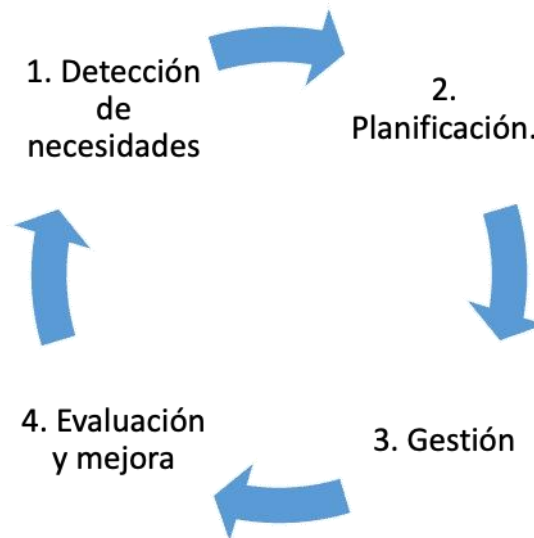 1. Detección
de
necesidades
2.
Planificación.
3. Gestión
4. Evaluación
y mejora